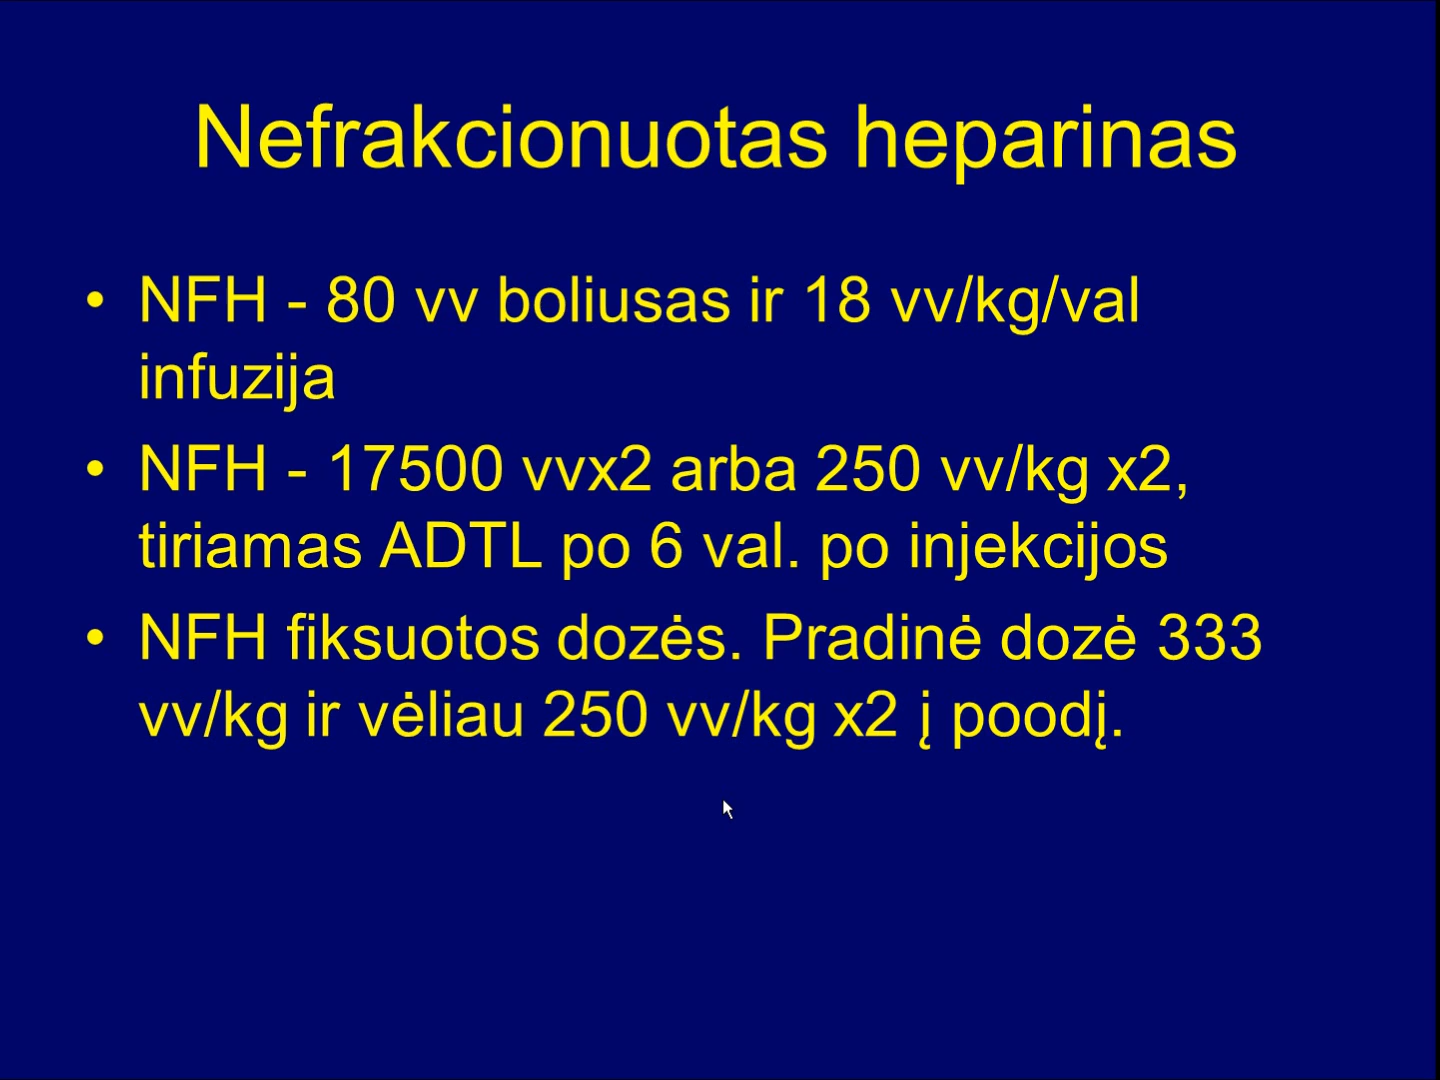 Nefrakcionuotas heparinas
• NFH - 80 vv boliusas ir 18 vv/kg/val
infuzija
• NFH - 17500 vvx2 arba 250 vv/kg x2,
tiriamas ADTL po 6 val. po injekcijos
• NFH fiksuotos dozės. Pradinė dozė 333
vv/kg ir vėliau 250 vv/kg x2 į poodį.